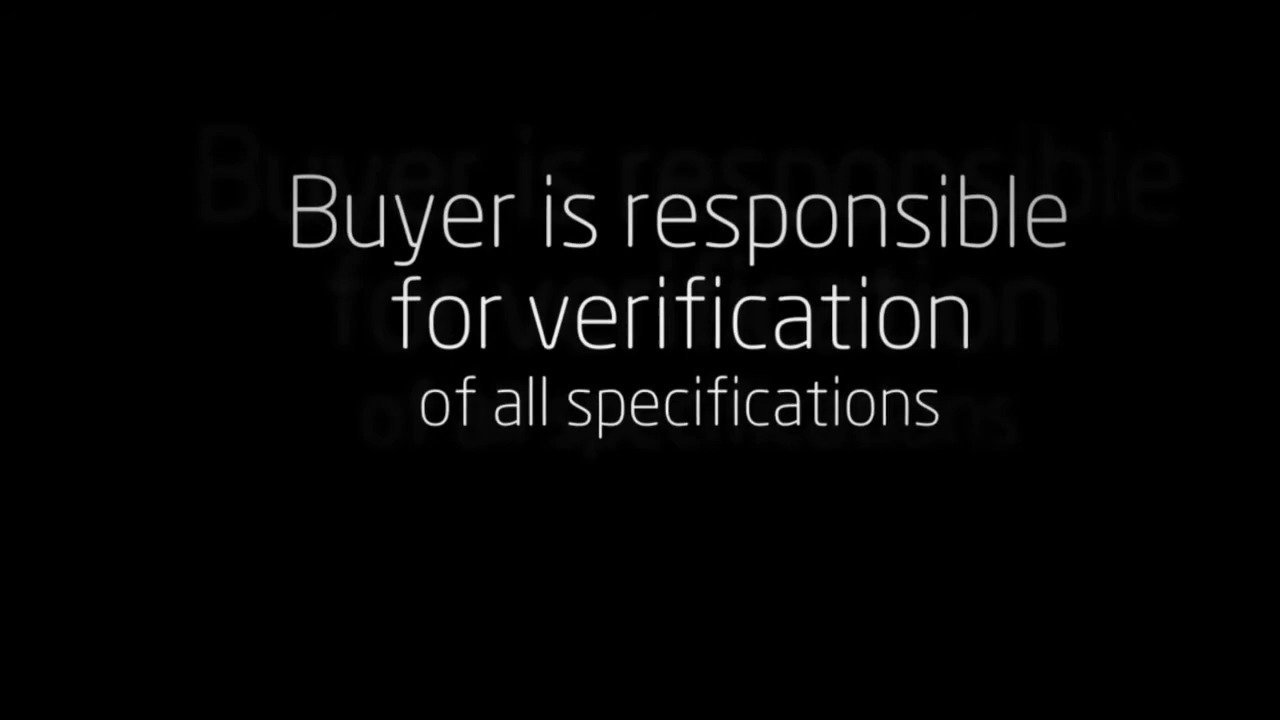 Buyer is responsible
for verification
of all specifications